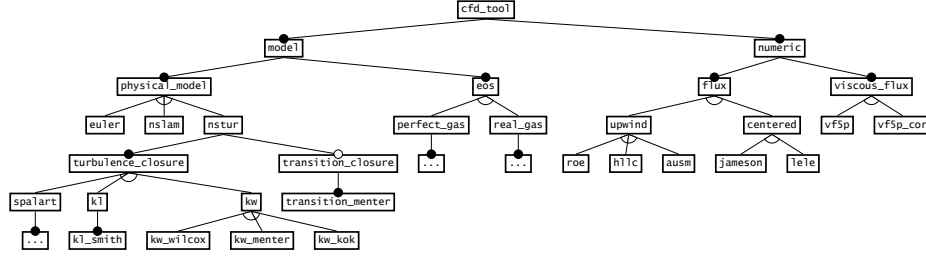 cfd_tool
model numeric
physical_model eos flux viscous_flux
euler nslam nstur perfect_gas real_gas upwind centered vf5p vf5p_cor
turbulence_closure transition_closure ... ... roe hllc ausm jameson lele
spalart kl kw transition_menter
... kl_smith kw_wilcox kw_menter kw_kok